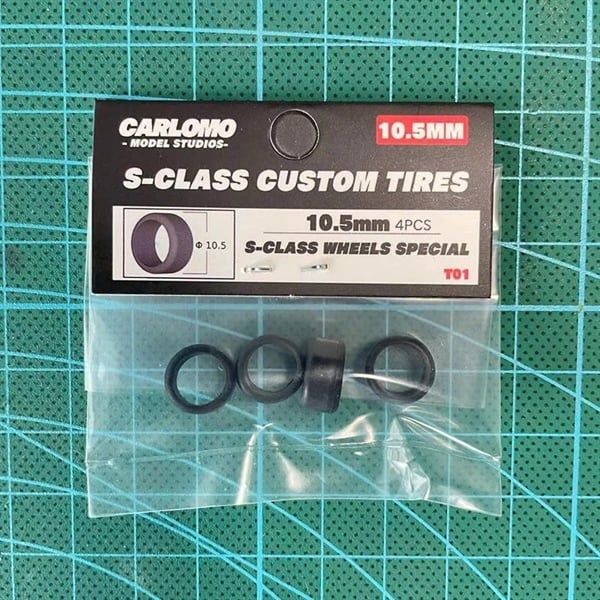 CARLOMO
- MODEL STUDIOS-
10.5MM
S-CLASS CUSTOM TIRES
Φ 10.5
10.5mm 4PCS
S-CLASS WHEELS SPECIAL
T01